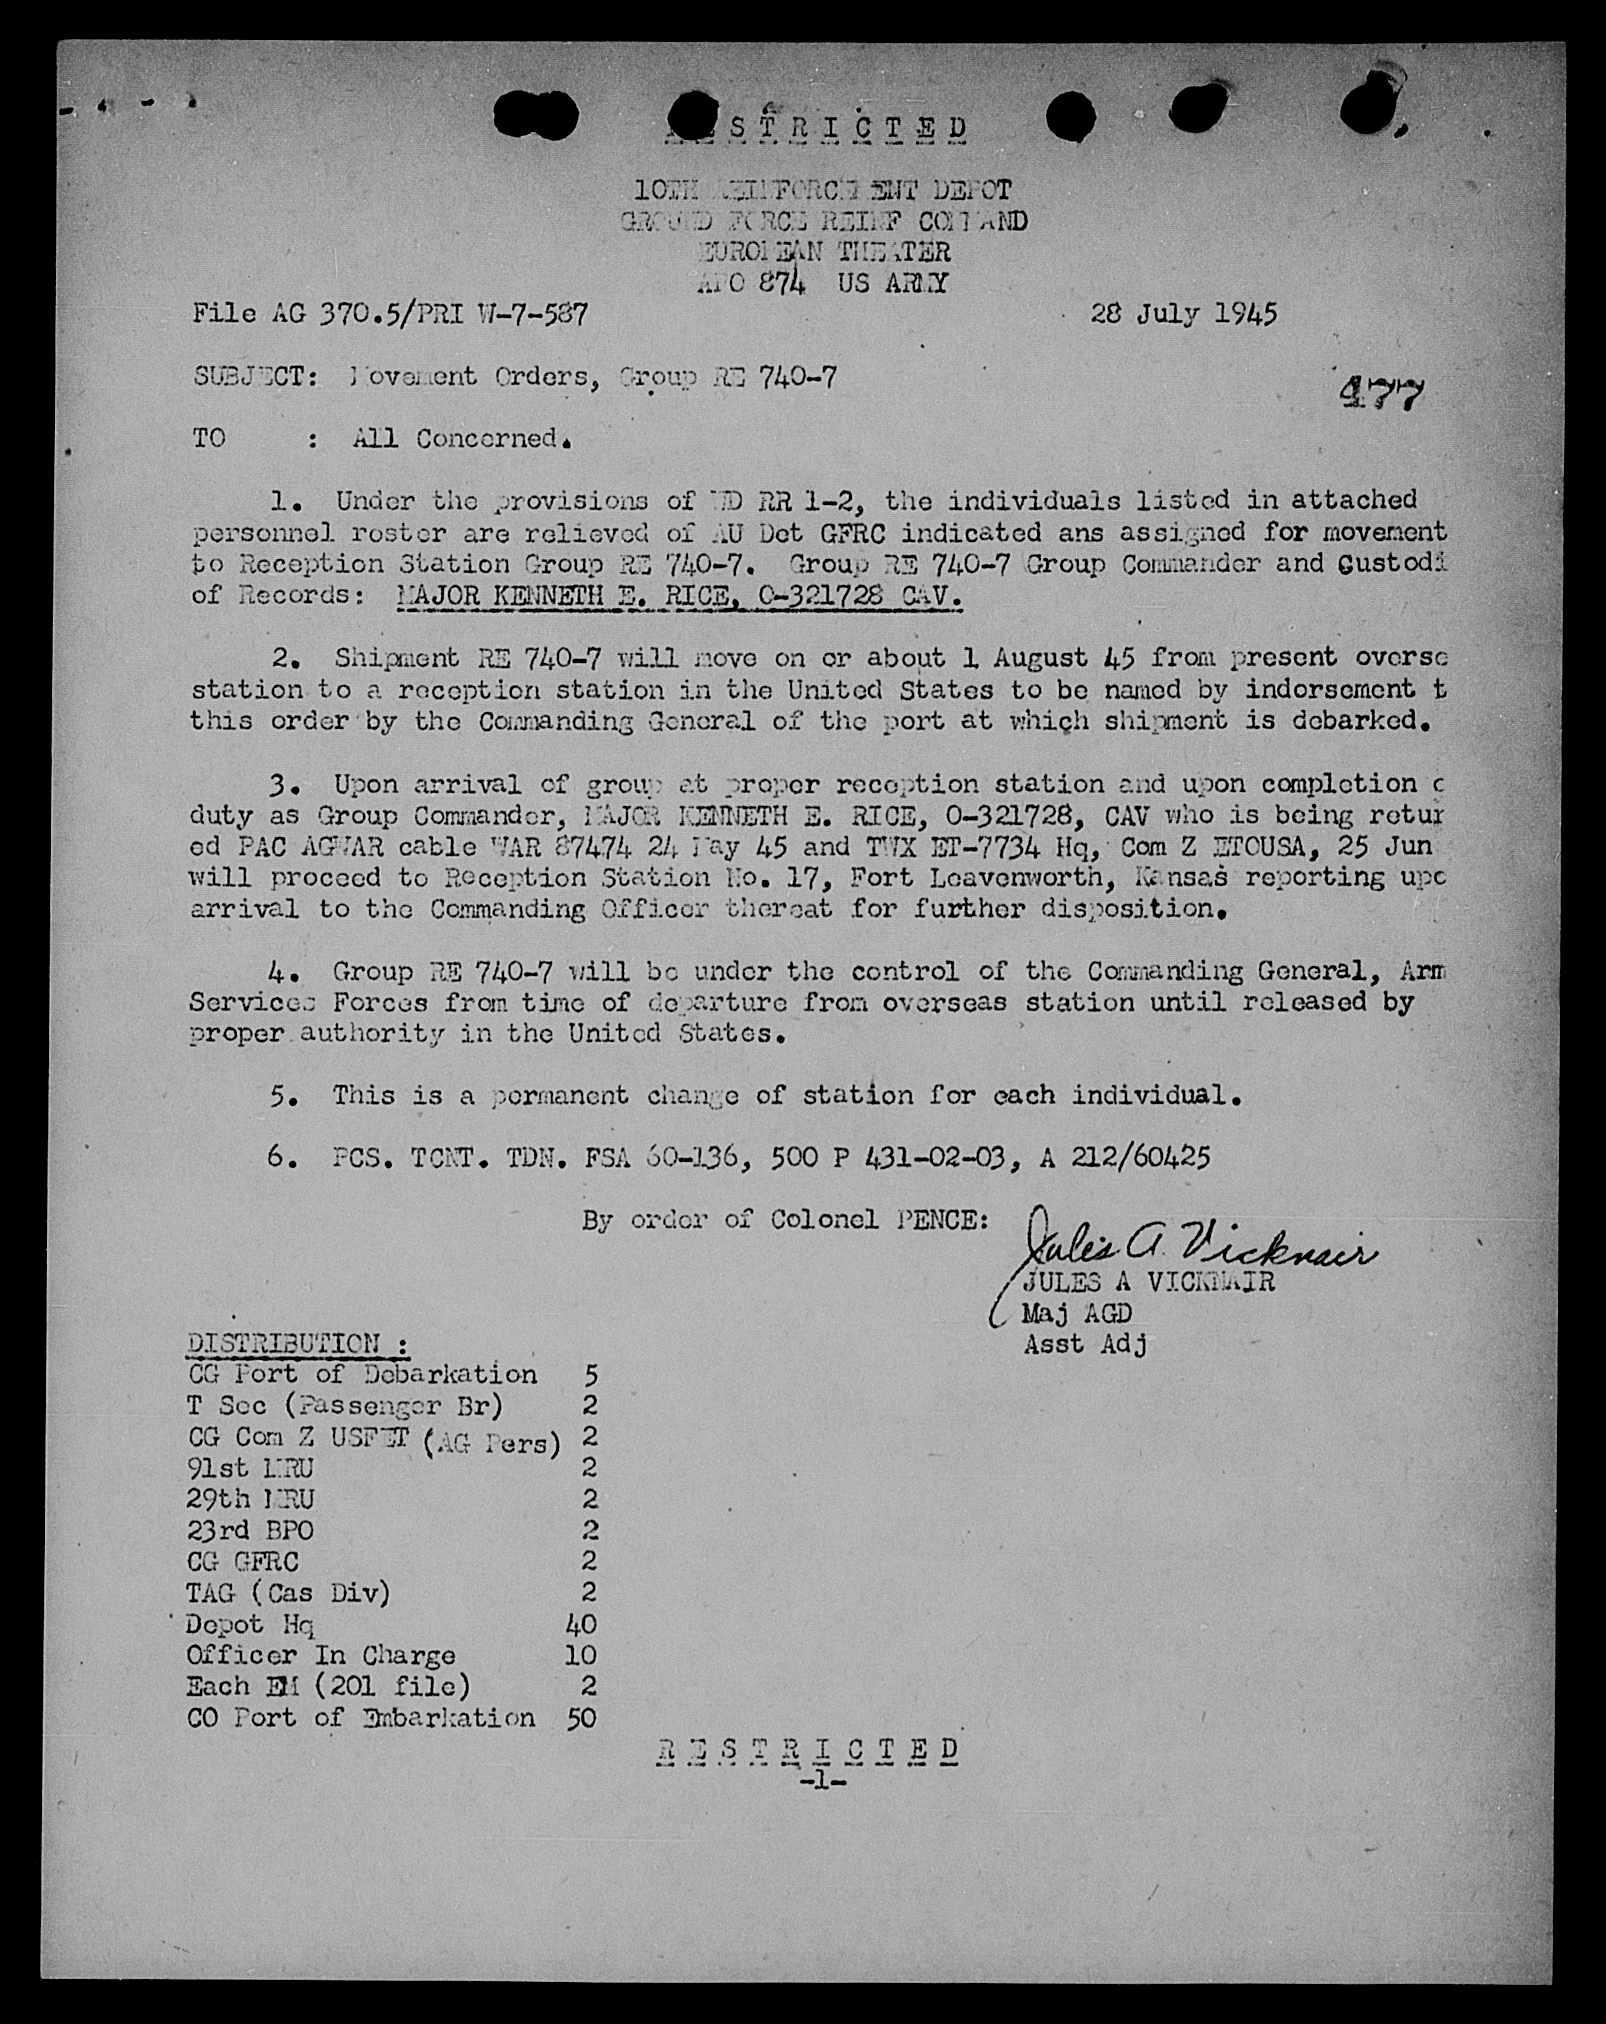 RESTRICTED
10TH REINFORCEMENT DEPOT
GROUND FORCE REINF COMMAND
EUROPEAN THEATER
APO 874 US ARMY
File AG 370.5/PRI W-7-587 28 July 1945
SUBJECT: Movement Orders, Group RE 740-7
477
TO : All Concerned.
1. Under the provisions of WD RR 1-2, the individuals listed in attached
personnel roster are relieved of AU Det GFRC indicated ans assigned for movement
to Reception Station Group RE 740-7. Group RE 740-7 Group Commander and Custodi
of Records: MAJOR KENNETH E. RICE, O-321728 CAV.
2. Shipment RE 740-7 will move on or about 1 August 45 from present overse
station to a reception station in the United States to be named by indorsement t
this order by the Commanding General of the port at which shipment is debarked.
3. Upon arrival of group at proper reception station and upon completion o
duty as Group Commander, MAJOR KENNETH E. RICE, O-321728, CAV who is being retur
ed PAC AGWAR cable WAR 87474 24 May 45 and TWX ET-7734 Hq, Com Z ETOUSA, 25 Jun
will proceed to Reception Station No. 17, Fort Leavenworth, Kansas reporting upo
arrival to the Commanding Officer thereat for further disposition.
4. Group RE 740-7 will be under the control of the Commanding General, Arm
Services Forces from time of departure from overseas station until released by
proper authority in the United States.
5. This is a permanent change of station for each individual.
6. PCS. TCNT. TDN. FSA 60-136, 500 P 431-02-03, A 212/60425
By order of Colonel PENCE:
Jules A. Vicknair
JULES A VICKNAIR
Maj AGD
Asst Adj
DISTRIBUTION :
CG Port of Debarkation 5
T Sec (Passenger Br) 2
CG Com Z USFET (AG Pers) 2
91st MRU 2
29th MRU 2
23rd BPO 2
CG GFRC 2
TAG (Cas Div) 2
Depot Hq 40
Officer In Charge 10
Each EM (201 file) 2
CO Port of Embarkation 50
RESTRICTED
-1-